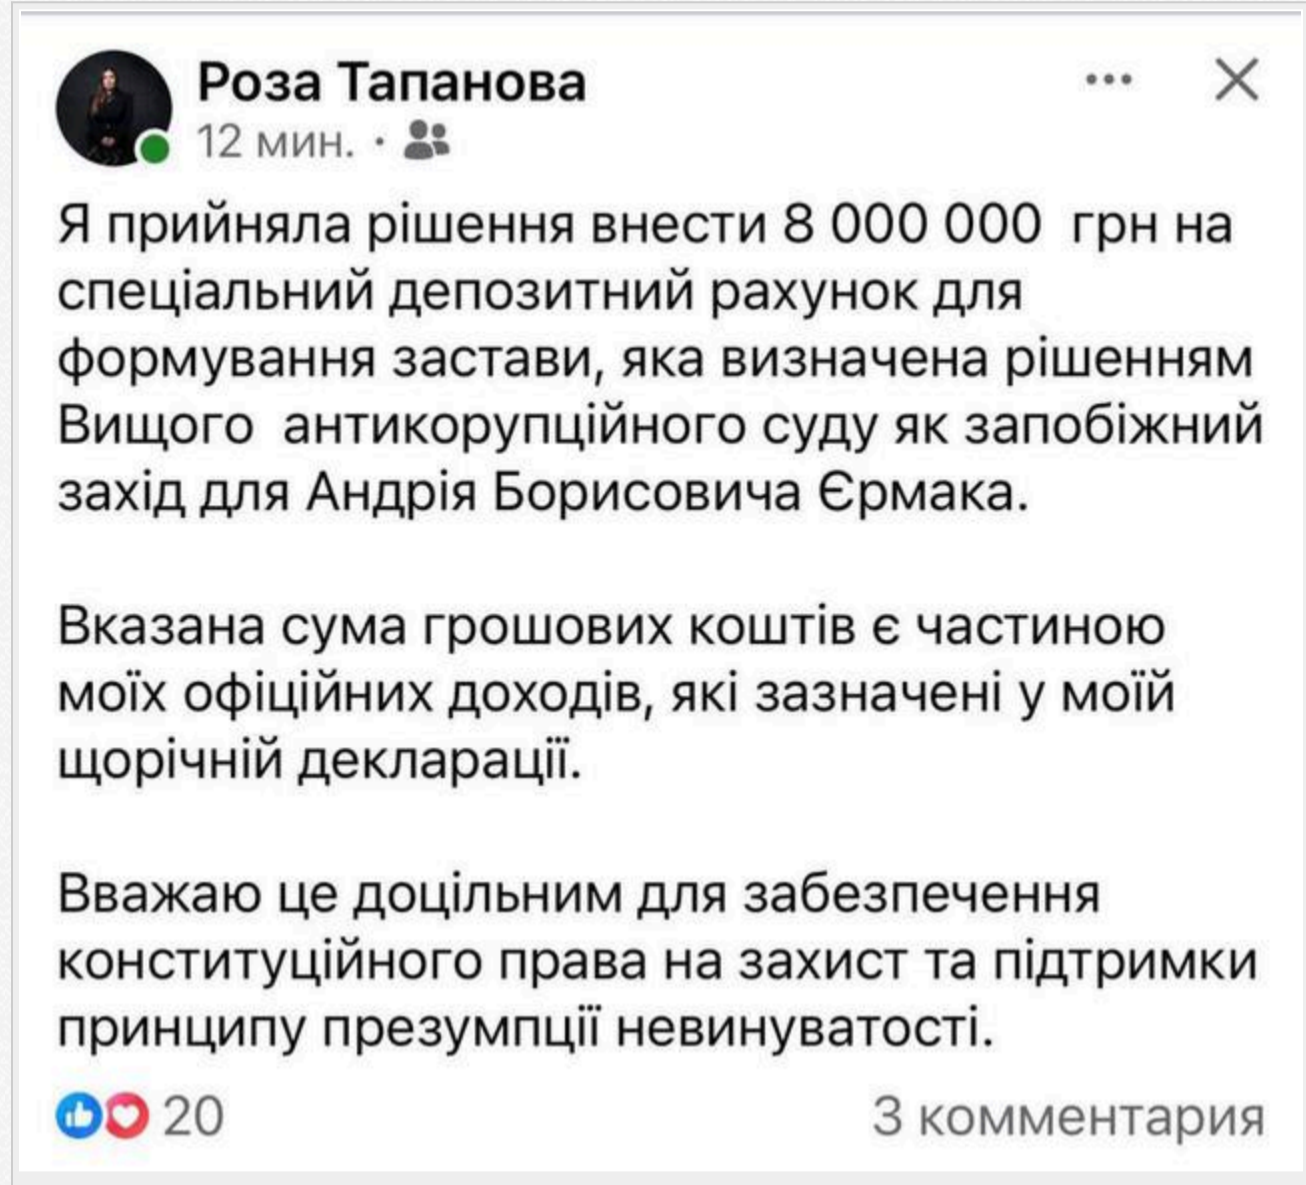 Роза Тапанова
12 мин. ·
Я прийняла рішення внести 8 000 000 грн на
спеціальний депозитний рахунок для
формування застави, яка визначена рішенням
Вищого антикорупційного суду як запобіжний
захід для Андрія Борисовича Єрмака.
Вказана сума грошових коштів є частиною
моїх офіційних доходів, які зазначені у моїй
щорічній декларації.
Вважаю це доцільним для забезпечення
конституційного права на захист та підтримки
принципу презумпції невинуватості.
20 3 комментария